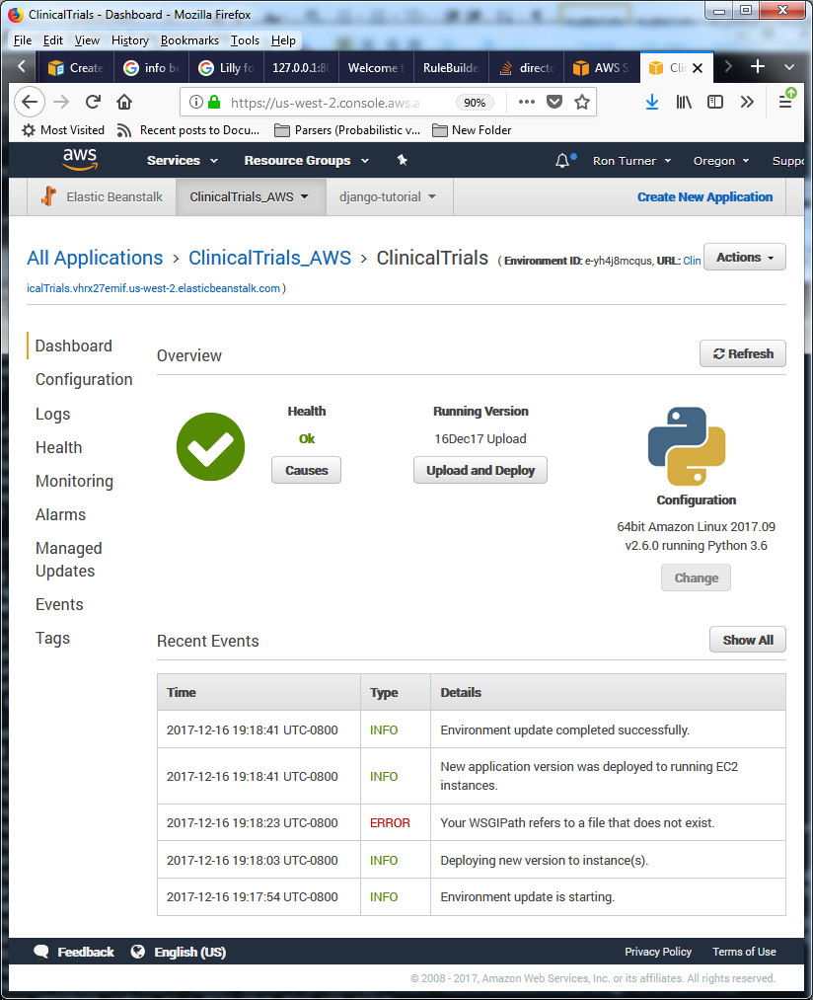 ClinicalTrials - Dashboard - Mozilla Firefox
File Edit View History Bookmarks Tools Help
Create info be Lilly fo 127.0.0.1:80 Welcome t RuleBuilde direct AWS S Clin
https://us-west-2.console.aws.a 90%
Most Visited Recent posts to Docu... Parsers (Probabilistic v... New Folder
aws Services Resource Groups Ron Turner Oregon Suppo
Elastic Beanstalk ClinicalTrials_AWS django-tutorial Create New Application
All Applications > ClinicalTrials_AWS > ClinicalTrials ( Environment ID: e-yh4j8mcqus, URL: Clin
icalTrials.vhrx27emif.us-west-2.elasticbeanstalk.com )
Actions
Dashboard
Configuration
Logs
Health
Monitoring
Alarms
Managed
Updates
Events
Tags
Overview
Refresh
Health
Ok
Causes
Running Version
16Dec17 Upload
Upload and Deploy
Configuration
64bit Amazon Linux 2017.09
v2.6.0 running Python 3.6
Change
Recent Events
Show All
Time Type Details
2017-12-16 19:18:41 UTC-0800 INFO Environment update completed successfully.
2017-12-16 19:18:41 UTC-0800 INFO New application version was deployed to running EC2
instances.
2017-12-16 19:18:23 UTC-0800 ERROR Your WSGIPath refers to a file that does not exist.
2017-12-16 19:18:03 UTC-0800 INFO Deploying new version to instance(s).
2017-12-16 19:17:54 UTC-0800 INFO Environment update is starting.
Feedback English (US) Privacy Policy Terms of Use
© 2008 - 2017, Amazon Web Services, Inc. or its affiliates. All rights reserved.